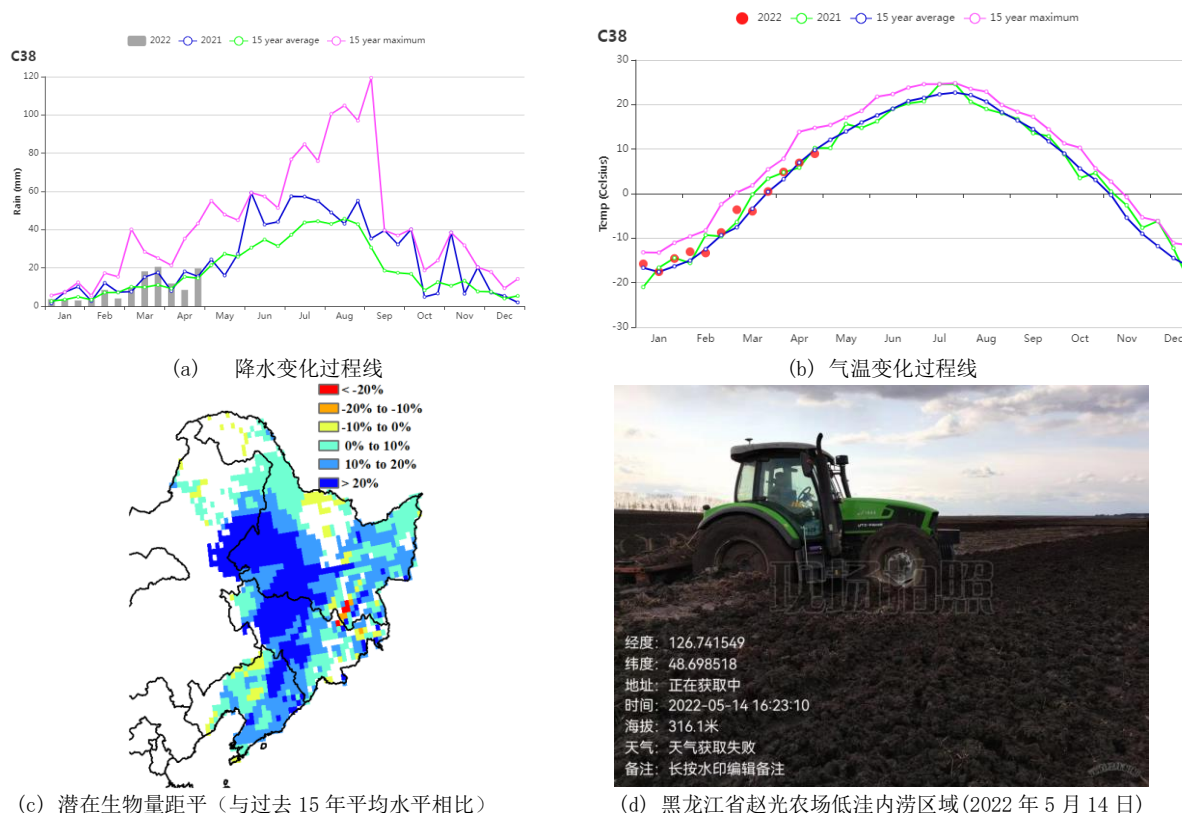 2022 2021 15 year average 15 year maximum
C38
Rain (mm)
120
100
80
60
40
20
0
Jan Feb Mar Apr May Jun Jul Aug Sep Oct Nov Dec
(a) 降水变化过程线
2022 2021 15 year average 15 year maximum
C38
Temp (Celsius)
30
20
10
0
-10
-20
-30
Jan Feb Mar Apr May Jun Jul Aug Sep Oct Nov Dec
(b) 气温变化过程线
< -20%
-20% to -10%
-10% to 0%
0% to 10%
10% to 20%
> 20%
(c) 潜在生物量距平（与过去 15 年平均水平相比）
现场拍照
经度：126.741549
纬度：48.698518
地址：正在获取中
时间：2022-05-14 16:23:10
海拔：316.1米
天气：天气获取失败
备注：长按水印编辑备注
(d) 黑龙江省赵光农场低洼内涝区域(2022 年 5 月 14 日)